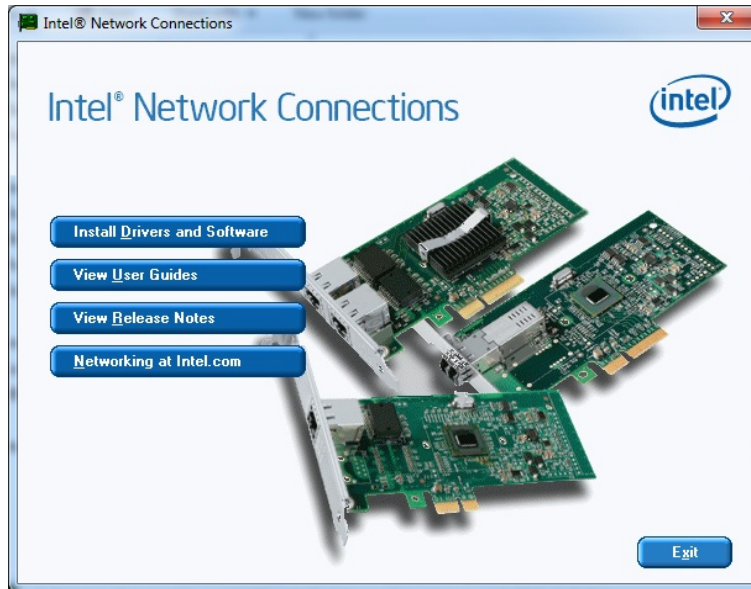 Intel® Network Connections
Intel® Network Connections
intel
Install Drivers and Software
View User Guides
View Release Notes
Networking at Intel.com
Exit